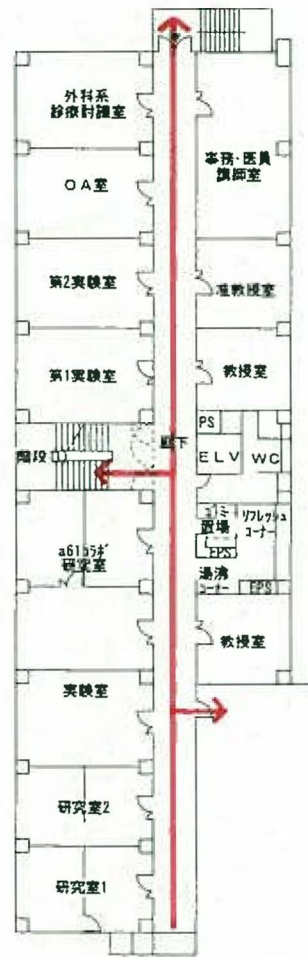 外科系
診療討議室
OA室
事務・医員
講師室
第2実験室
准教授室
第1実験室
教授室
PS
廊下
ELV
WC
階段
ゴミ
置場
リフレッシュ
コーナー
EPS
a61コラボ
研究室
湯沸
コーナー
EPS
教授室
実験室
研究室2
研究室1